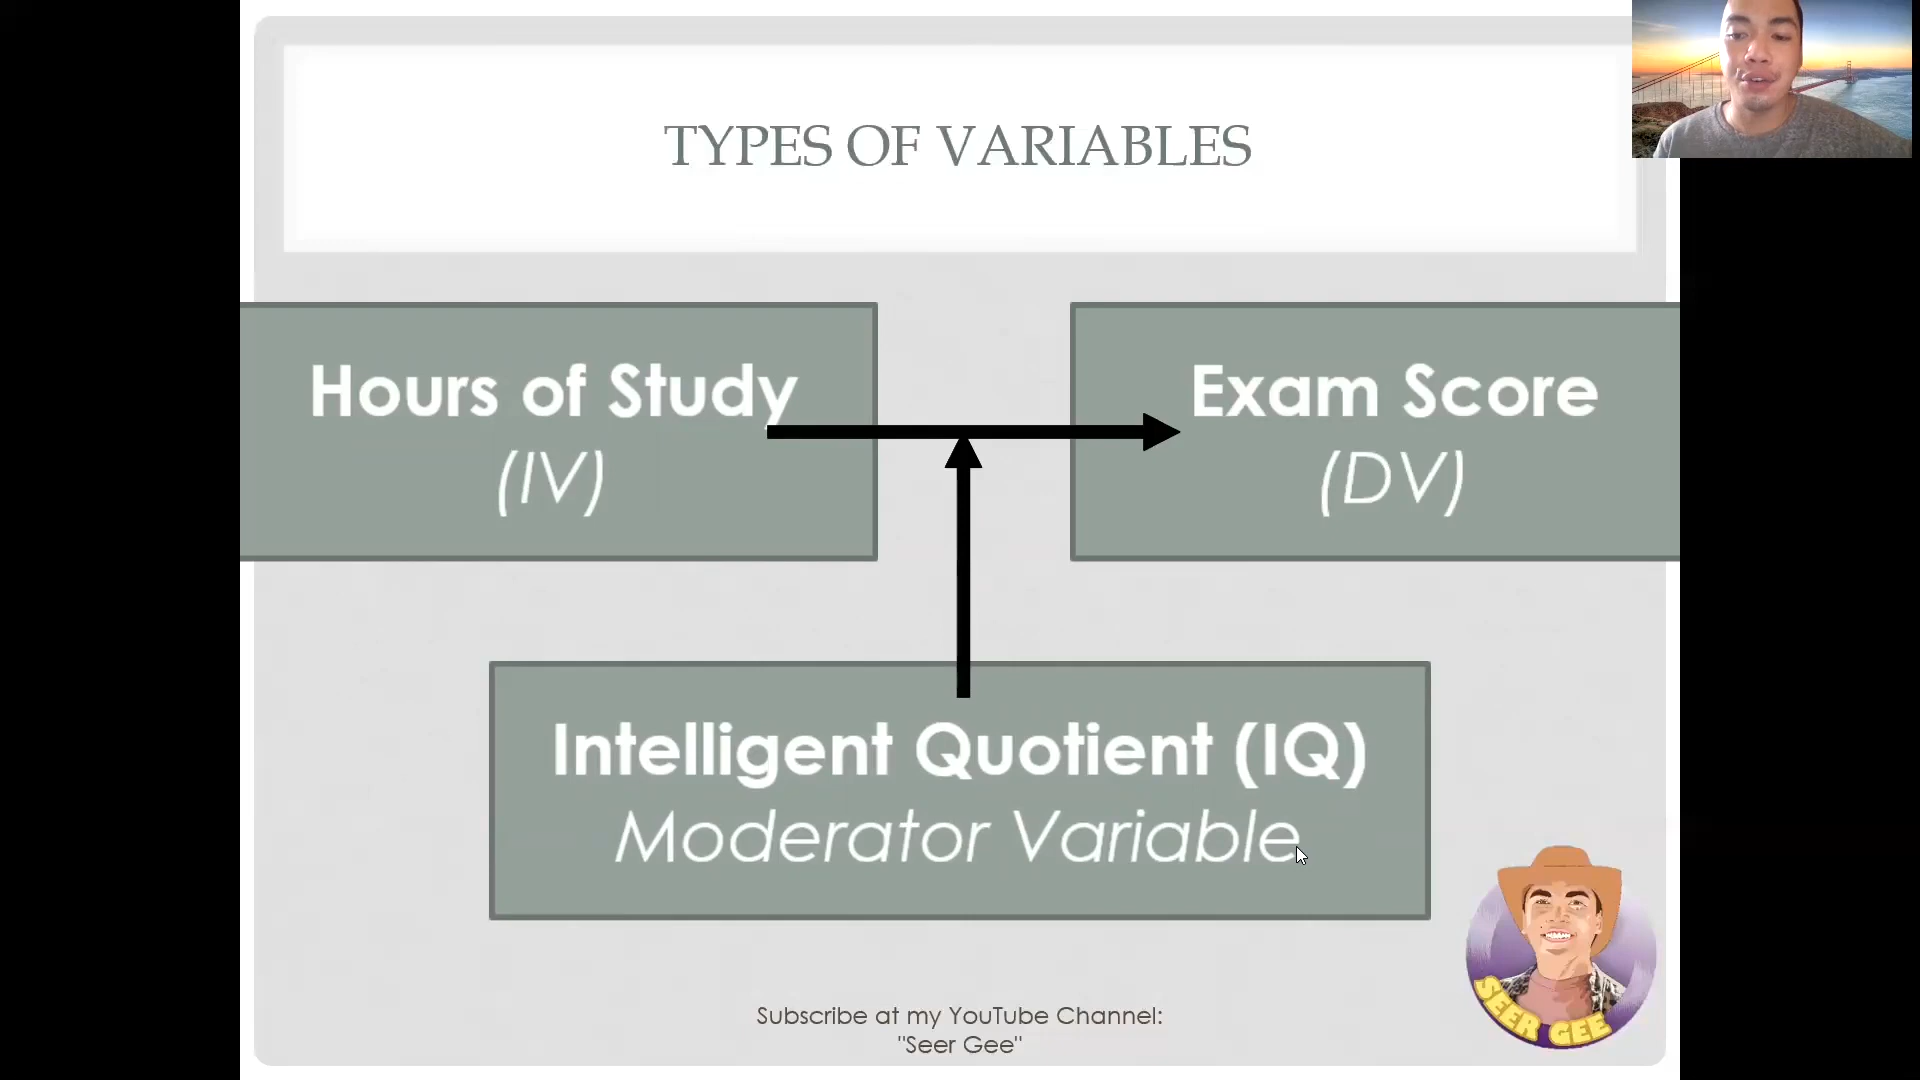 TYPES OF VARIABLES
Hours of Study
(IV)
Exam Score
(DV)
Intelligent Quotient (IQ)
Moderator Variable
Subscribe at my YouTube Channel:
"Seer Gee"
SEER GEE